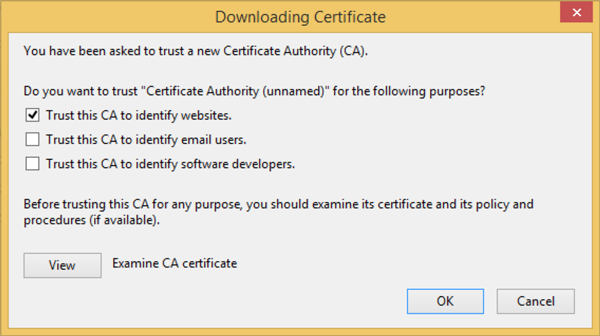 Downloading Certificate
You have been asked to trust a new Certificate Authority (CA).
Do you want to trust "Certificate Authority (unnamed)" for the following purposes?
Trust this CA to identify websites.
Trust this CA to identify email users.
Trust this CA to identify software developers.
Before trusting this CA for any purpose, you should examine its certificate and its policy and
procedures (if available).
View Examine CA certificate
OK Cancel